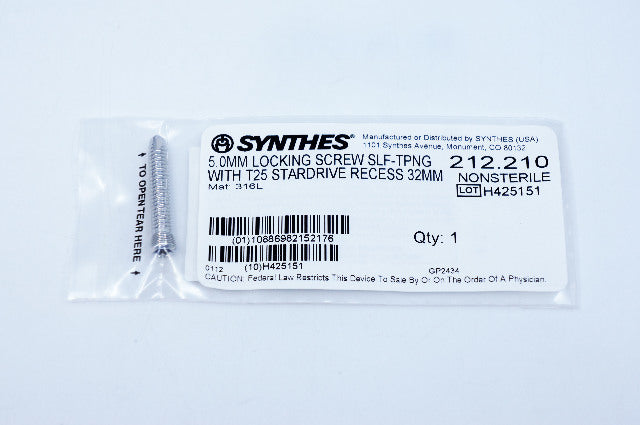 SYNTHES®
Manufactured or Distributed by SYNTHES (USA)
1101 Synthes Avenue, Monument, CO 80132
5.0MM LOCKING SCREW SLF-TPNG
WITH T25 STARDRIVE RECESS 32MM
Mat: 316L
212.210
NONSTERILE
LOT H425151
(01)10886982152176
Qty: 1
(10)H425151
0112
GP2434
CAUTION: Federal Law Restricts This Device To Sale By Or On The Order Of A Physician.
TO OPEN TEAR HERE